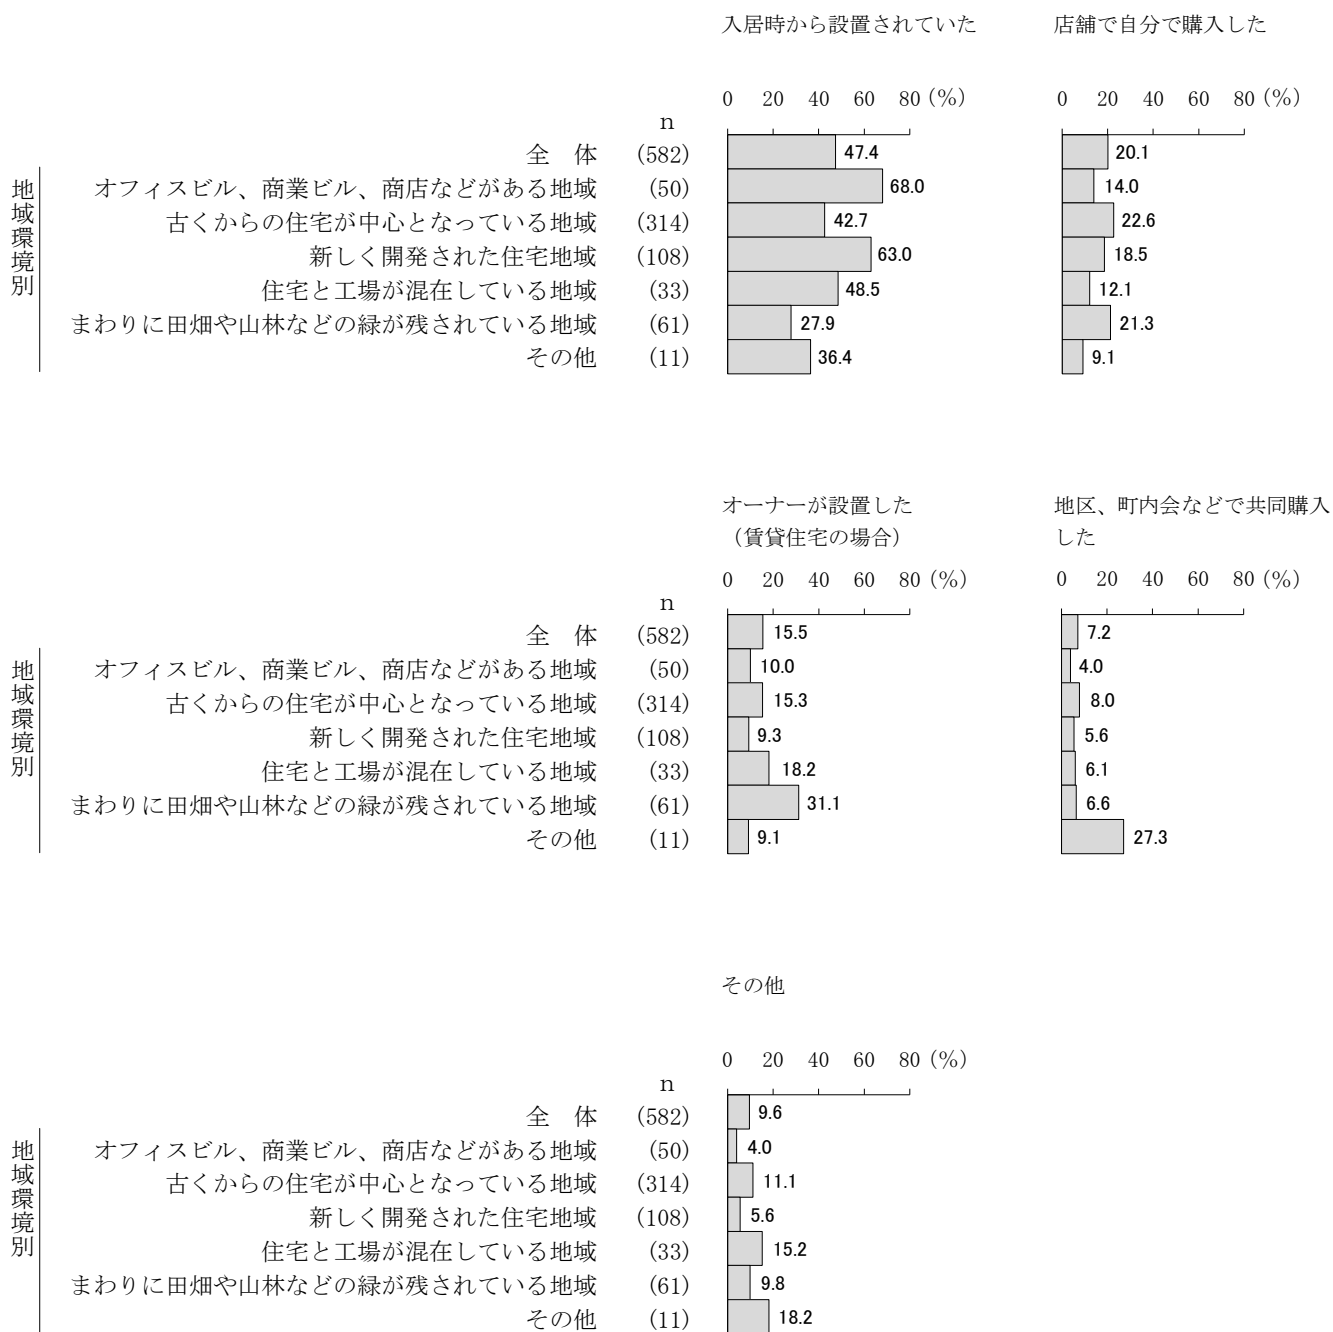 入居時から設置されていた 店舗で自分で購入した
0 20 40 60 80 (%) 0 20 40 60 80 (%)
n
全 体 (582) 47.4 20.1
オフィスビル、商業ビル、商店などがある地域 (50) 68.0 14.0
古くからの住宅が中心となっている地域 (314) 42.7 22.6
新しく開発された住宅地域 (108) 63.0 18.5
住宅と工場が混在している地域 (33) 48.5 12.1
まわりに田畑や山林などの緑が残されている地域 (61) 27.9 21.3
その他 (11) 36.4 9.1
地域環境別
オーナーが設置した 地区、町内会などで共同購入
（賃貸住宅の場合） した
0 20 40 60 80 (%) 0 20 40 60 80 (%)
n
全 体 (582) 15.5 7.2
オフィスビル、商業ビル、商店などがある地域 (50) 10.0 4.0
古くからの住宅が中心となっている地域 (314) 15.3 8.0
新しく開発された住宅地域 (108) 9.3 5.6
住宅と工場が混在している地域 (33) 18.2 6.1
まわりに田畑や山林などの緑が残されている地域 (61) 31.1 6.6
その他 (11) 9.1 27.3
地域環境別
その他
0 20 40 60 80 (%)
n
全 体 (582) 9.6
オフィスビル、商業ビル、商店などがある地域 (50) 4.0
古くからの住宅が中心となっている地域 (314) 11.1
新しく開発された住宅地域 (108) 5.6
住宅と工場が混在している地域 (33) 15.2
まわりに田畑や山林などの緑が残されている地域 (61) 9.8
その他 (11) 18.2
地域環境別